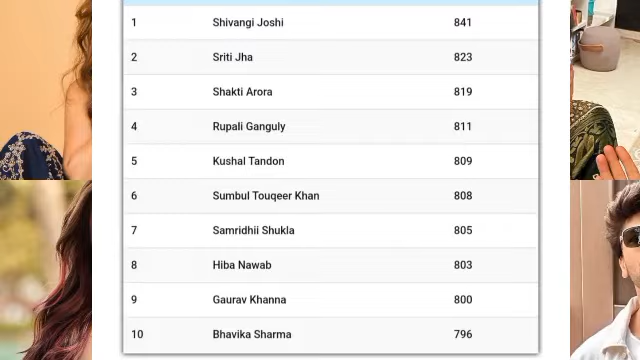 1 Shivangi Joshi 841
2 Sriti Jha 823
3 Shakti Arora 819
4 Rupali Ganguly 811
5 Kushal Tandon 809
6 Sumbul Touqeer Khan 808
7 Samridhii Shukla 805
8 Hiba Nawab 803
9 Gaurav Khanna 800
10 Bhavika Sharma 796